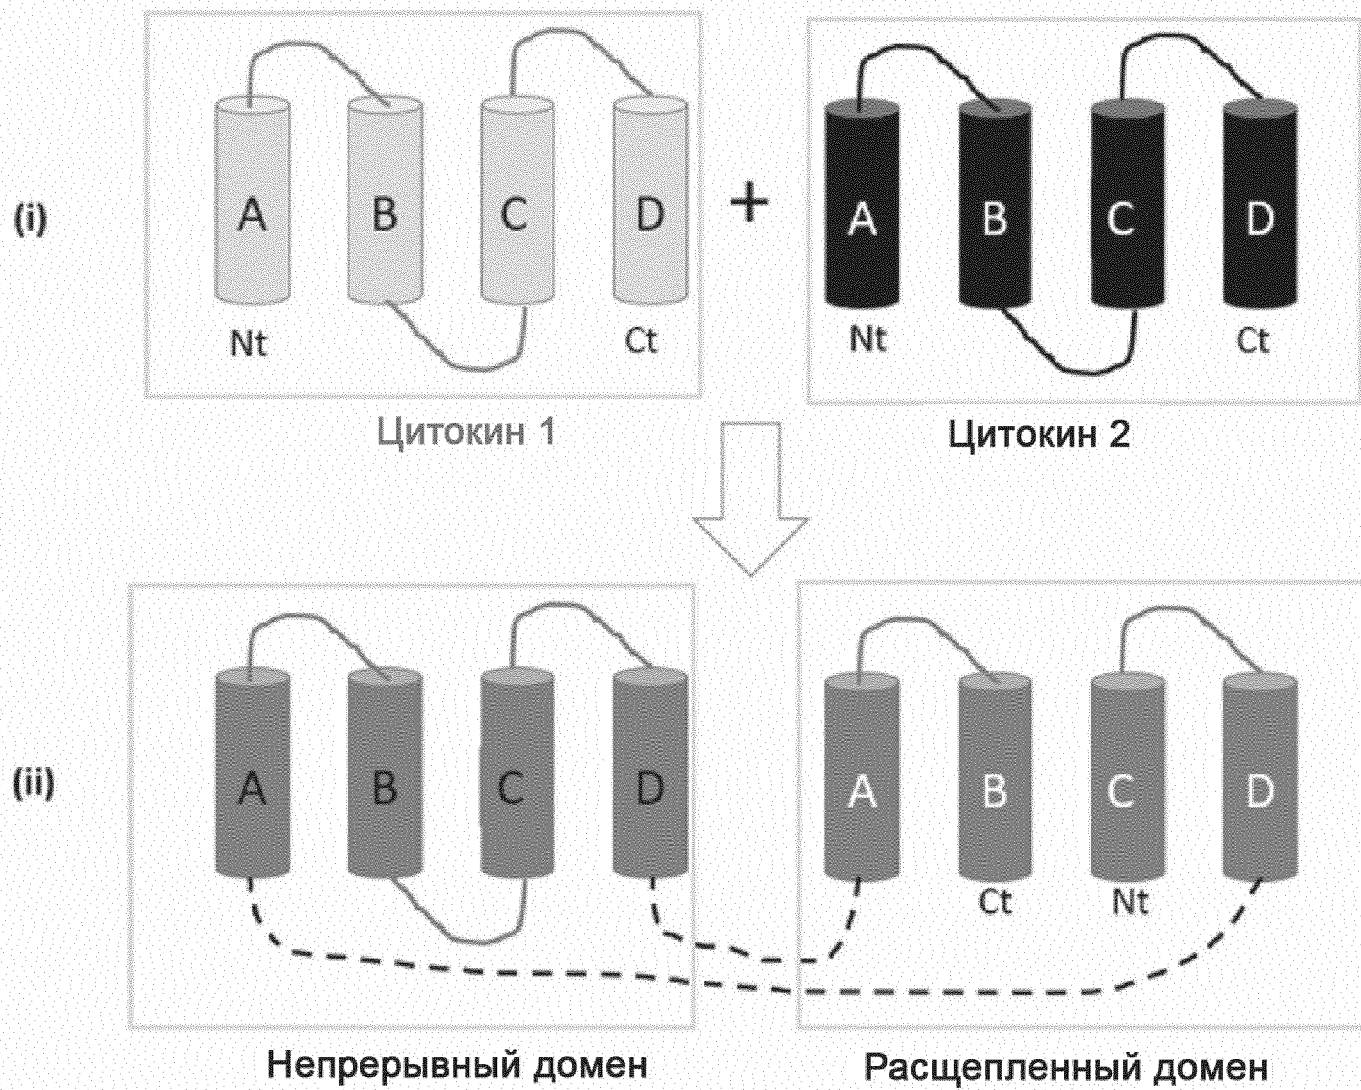 (i)
A B C D + A B C D
Nt Ct Nt Ct
Цитокин 1 Цитокин 2
(ii)
A B C D A B C D
Ct Nt
Непрерывный домен Расщепленный домен